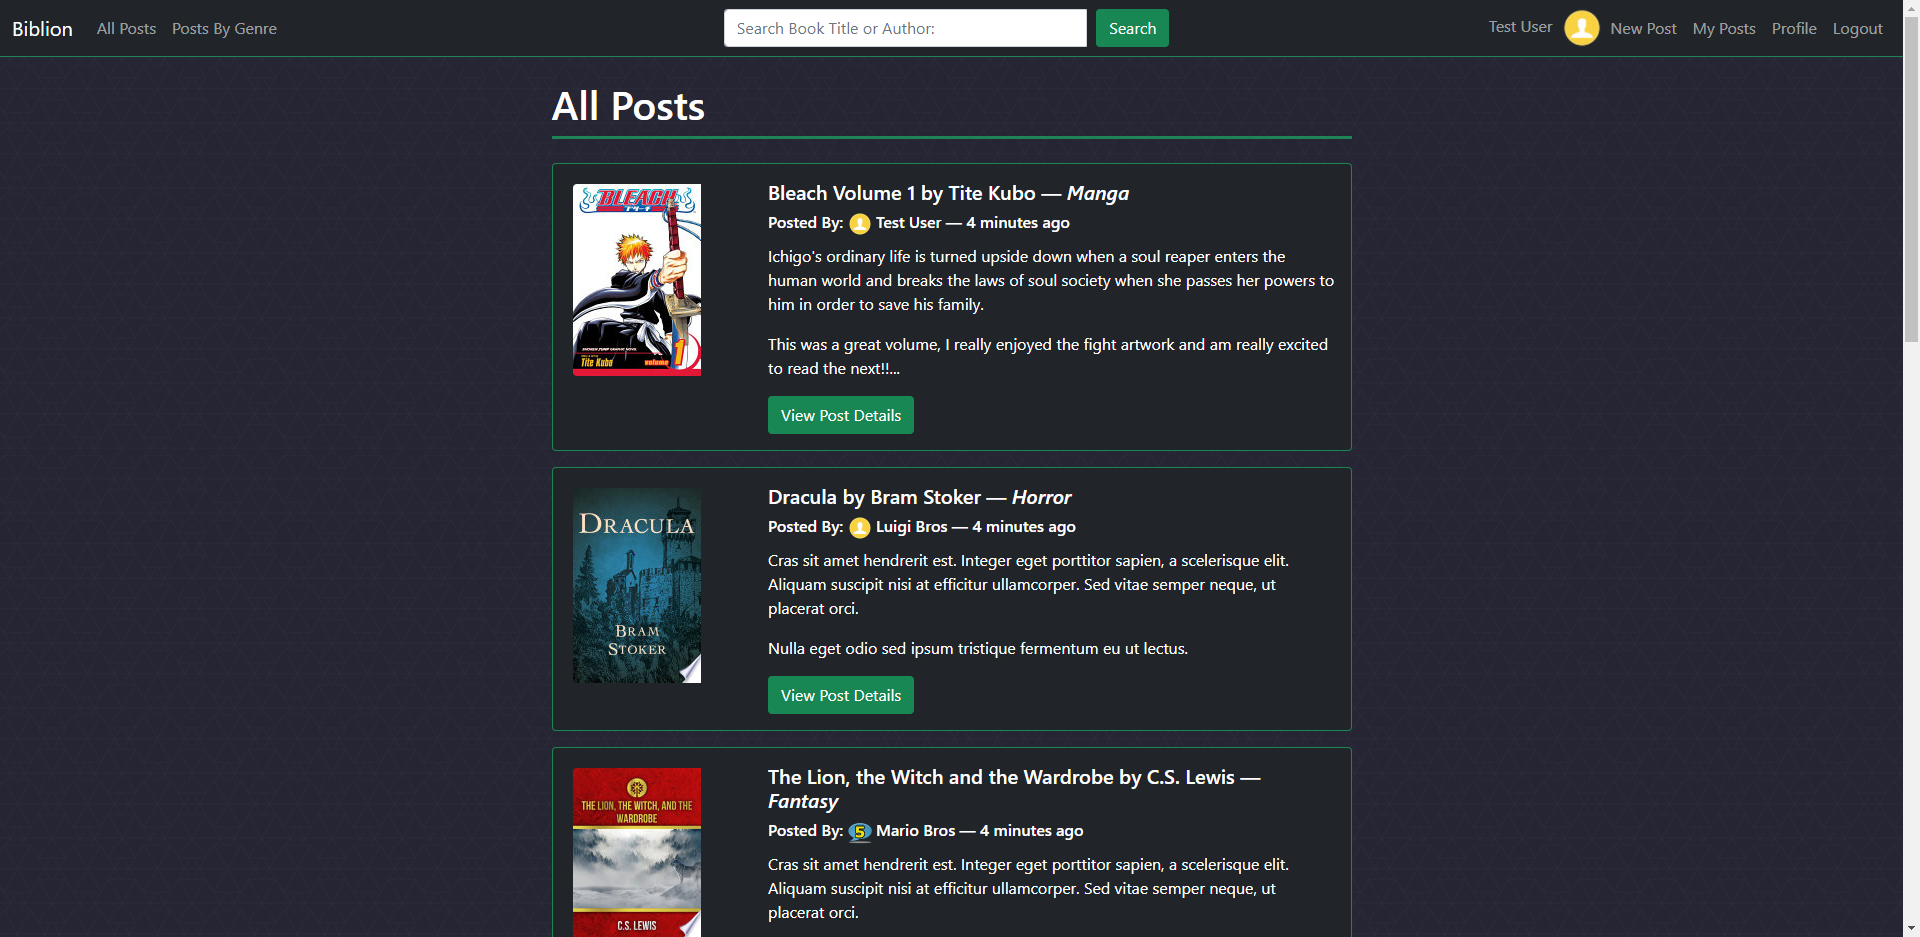 Biblion All Posts Posts By Genre Search Book Title or Author: Search Test User New Post My Posts Profile Logout
All Posts
BLEACH
ブリーチ
SHONEN JUMP GRAPHIC NOVEL
Tite Kubo
volume 1
Bleach Volume 1 by Tite Kubo — Manga
Posted By: Test User — 4 minutes ago
Ichigo's ordinary life is turned upside down when a soul reaper enters the
human world and breaks the laws of soul society when she passes her powers to
him in order to save his family.
This was a great volume, I really enjoyed the fight artwork and am really excited
to read the next!!...
View Post Details
DRACULA
BRAM
STOKER
Dracula by Bram Stoker — Horror
Posted By: Luigi Bros — 4 minutes ago
Cras sit amet hendrerit est. Integer eget porttitor sapien, a scelerisque elit.
Aliquam suscipit nisi at efficitur ullamcorper. Sed vitae semper neque, ut
placerat orci.
Nulla eget odio sed ipsum tristique fermentum eu ut lectus.
View Post Details
THE LION, THE WITCH, AND THE
WARDROBE
C.S. LEWIS
The Lion, the Witch and the Wardrobe by C.S. Lewis —
Fantasy
Posted By: 5 Mario Bros — 4 minutes ago
Cras sit amet hendrerit est. Integer eget porttitor sapien, a scelerisque elit.
Aliquam suscipit nisi at efficitur ullamcorper. Sed vitae semper neque, ut
placerat orci.